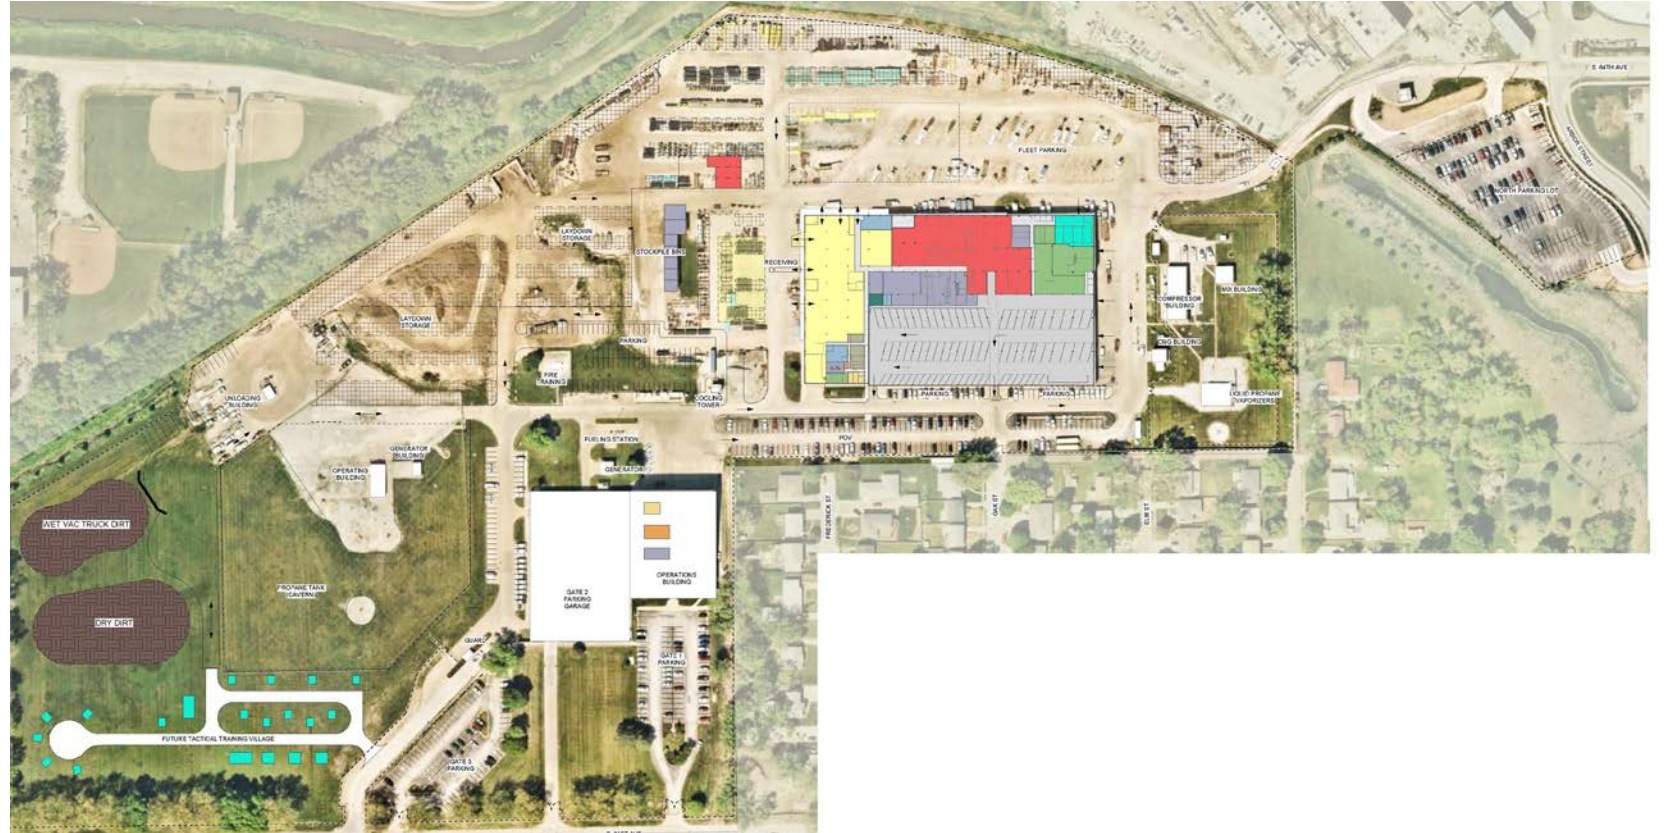 S. 64TH AVE
ARBOR STREET
FLEET PARKING
NORTH PARKING LOT
LAYDOWN
STORAGE
STOCKPILE BINS
RECEIVING
MIX BUILDING
COMPRESSOR
BUILDING
LAYDOWN
STORAGE
PARKING
CNG BUILDING
FIRE
TRAINING
UNLOADING
BUILDING
COOLING
TOWER
PARKING
PARKING
LIQUID PROPANE
VAPORIZERS
FUELING STATION
POV
GENERATOR
BUILDING
OPERATING
BUILDING
GENERATOR
FREDERICK ST
OAK ST
ELM ST
WET VAC TRUCK DIRT
OPERATIONS
BUILDING
PROPANE TANK
CAVERN
GATE 2
PARKING
GARAGE
DRY DIRT
GUARD
GATE 1
PARKING
FUTURE TACTICAL TRAINING VILLAGE
GATE 3
PARKING